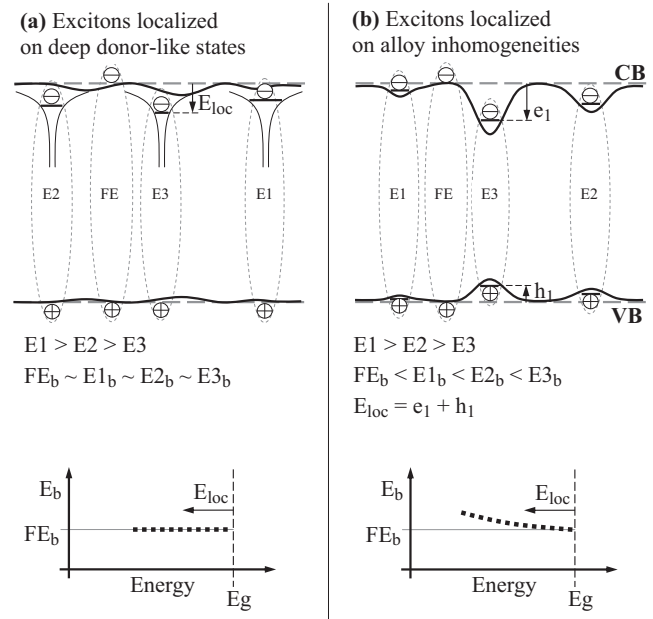 (a) Excitons localized
on deep donor-like states
E_loc
E2
FE
E3
E1
E1 > E2 > E3
FE_b ~ E1_b ~ E2_b ~ E3_b
E_b
E_loc
FE_b
Energy
Eg
(b) Excitons localized
on alloy inhomogeneities
CB
e_1
E1
FE
E3
E2
h_1
VB
E1 > E2 > E3
FE_b < E1_b < E2_b < E3_b
E_loc = e_1 + h_1
E_b
E_loc
FE_b
Energy
Eg